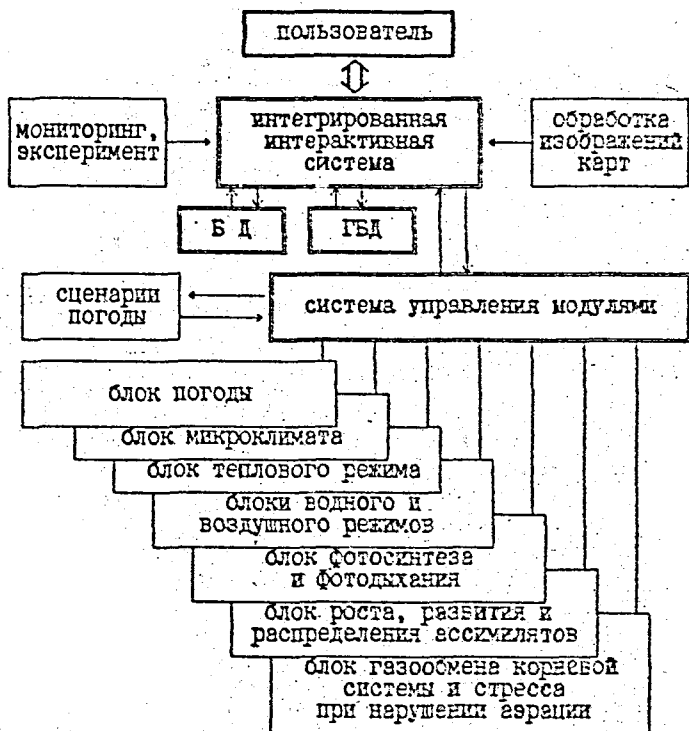 пользователь
мониторинг,
эксперимент
интегрированная
интерактивная
система
обработка
изображений
карт
Б Д
ГБД
сценарии
погоды
система управления модулями
блок погоды
блок микроклимата
блок теплового режима
блоки водного и
воздушного режимов
блок фотосинтеза
и фотодыхания
блок роста, развития и
распределения ассимилятов
блок газообмена корневой
системы и стресса
при нарушении аэрации